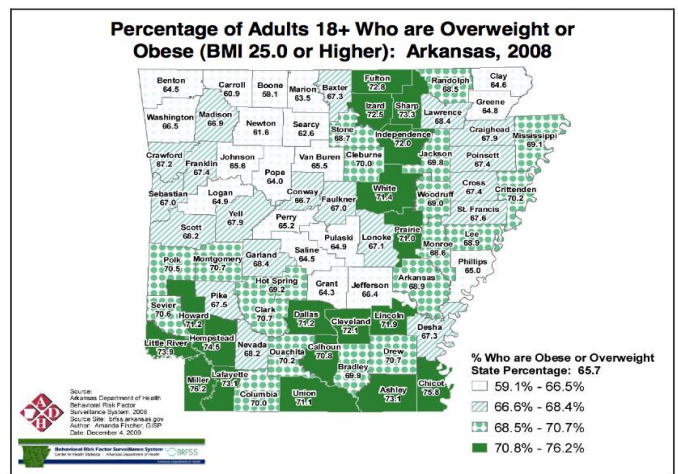 Percentage of Adults 18+ Who are Overweight or
Obese (BMI 25.0 or Higher): Arkansas, 2008
Benton
64.5
Carroll
60.9
Boone
59.1
Marion
63.5
Baxter
67.3
Fulton
72.8
Randolph
68.5
Clay
64.6
Washington
66.5
Madison
66.9
Newton
61.6
Searcy
62.6
Stone
68.7
Izard
72.5
Sharp
73.3
Lawrence
68.4
Greene
64.8
Independence
72.0
Craighead
67.9
Mississippi
69.1
Crawford
67.2
Franklin
67.4
Johnson
65.6
Pope
64.0
Van Buren
65.5
Cleburne
70.0
Jackson
69.8
Poinsett
67.4
Sebastian
67.0
Logan
64.9
Conway
66.7
Faulkner
67.0
White
71.4
Woodruff
69.0
Cross
67.4
Crittenden
70.2
Scott
68.2
Yell
67.9
Perry
65.2
Pulaski
64.9
Lonoke
67.1
Prairie
71.0
St. Francis
67.6
Monroe
68.6
Lee
68.9
Phillips
65.0
Polk
70.5
Montgomery
70.7
Garland
68.4
Saline
64.5
Hot Spring
69.2
Grant
64.3
Jefferson
66.4
Arkansas
68.9
Sevier
70.6
Howard
71.2
Pike
67.5
Clark
70.7
Dallas
71.2
Cleveland
72.1
Lincoln
71.9
Desha
67.3
Little River
73.9
Hempstead
74.5
Nevada
68.2
Ouachita
70.2
Calhoun
70.8
Bradley
69.9
Drew
70.7
Miller
76.2
Lafayette
73.1
Columbia
70.0
Union
71.1
Ashley
73.1
Chicot
75.8
% Who are Obese or Overweight
State Percentage: 65.7
59.1% - 66.5%
66.6% - 68.4%
68.5% - 70.7%
70.8% - 76.2%
ADH
Source:
Arkansas Department of Health
Behavioral Risk Factor
Surveillance System, 2008
Source Site: brfss.arkansas.gov
Author: Amanda Fincher, GISP
Date: December 4, 2009
Behavioral Risk Factor Surveillance System
Center for Health Statistics - Arkansas Department of Health
BRFSS